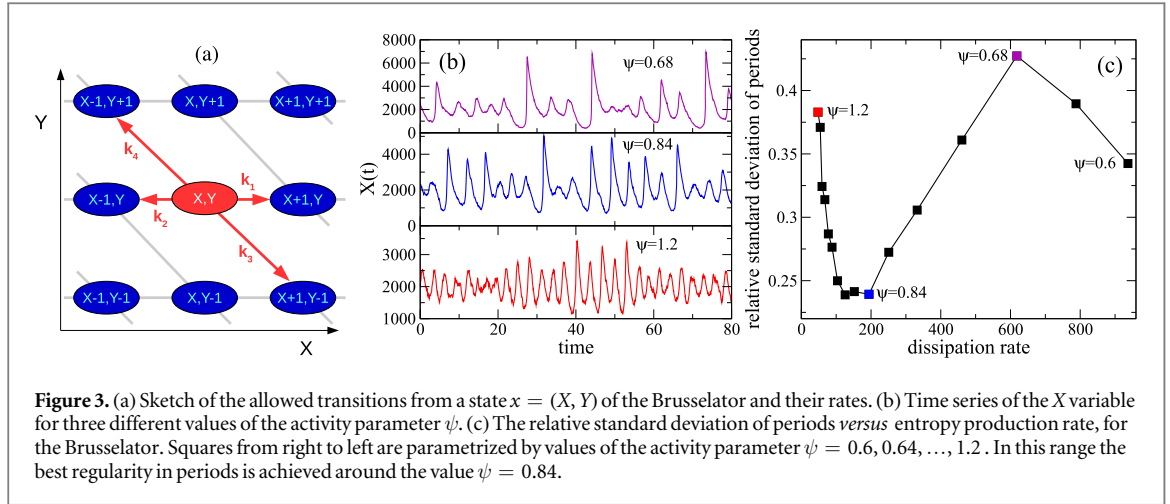 (a)
Y
X-1,Y+1
X,Y+1
X+1,Y+1
k4
k1
X-1,Y
X,Y
X+1,Y
k2
k3
X-1,Y-1
X,Y-1
X+1,Y-1
X
(b)
X(t)
8000
6000
4000
2000
0
ψ=0.68
4000
2000
0
ψ=0.84
3000
2000
1000
ψ=1.2
0 20 40 60 80
time
(c)
relative standard deviation of periods
0.4
0.35
0.3
0.25
ψ=0.68
ψ=1.2
ψ=0.6
ψ=0.84
0 200 400 600 800
dissipation rate
Figure 3. (a) Sketch of the allowed transitions from a state x = (X, Y) of the Brusselator and their rates. (b) Time series of the X variable
for three different values of the activity parameter ψ. (c) The relative standard deviation of periods versus entropy production rate, for
the Brusselator. Squares from right to left are parametrized by values of the activity parameter ψ = 0.6, 0.64, …, 1.2 . In this range the
best regularity in periods is achieved around the value ψ = 0.84.